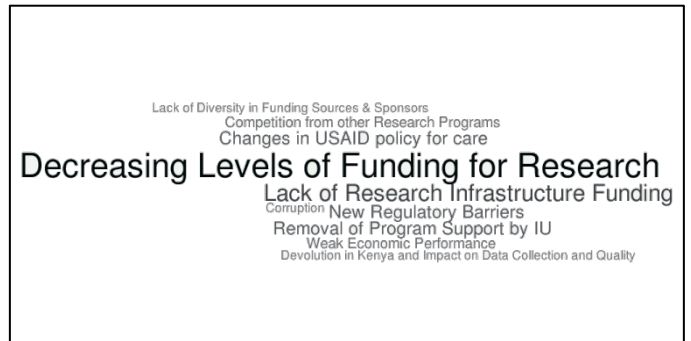 Lack of Diversity in Funding Sources & Sponsors
Competition from other Research Programs
Changes in USAID policy for care
Decreasing Levels of Funding for Research
Lack of Research Infrastructure Funding
Corruption New Regulatory Barriers
Removal of Program Support by IU
Weak Economic Performance
Devolution in Kenya and Impact on Data Collection and Quality